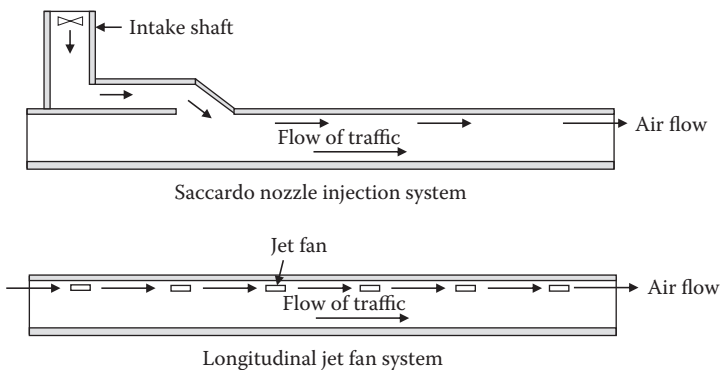 Intake shaft
Air flow
Flow of traffic
Saccardo nozzle injection system
Jet fan
Air flow
Flow of traffic
Longitudinal jet fan system